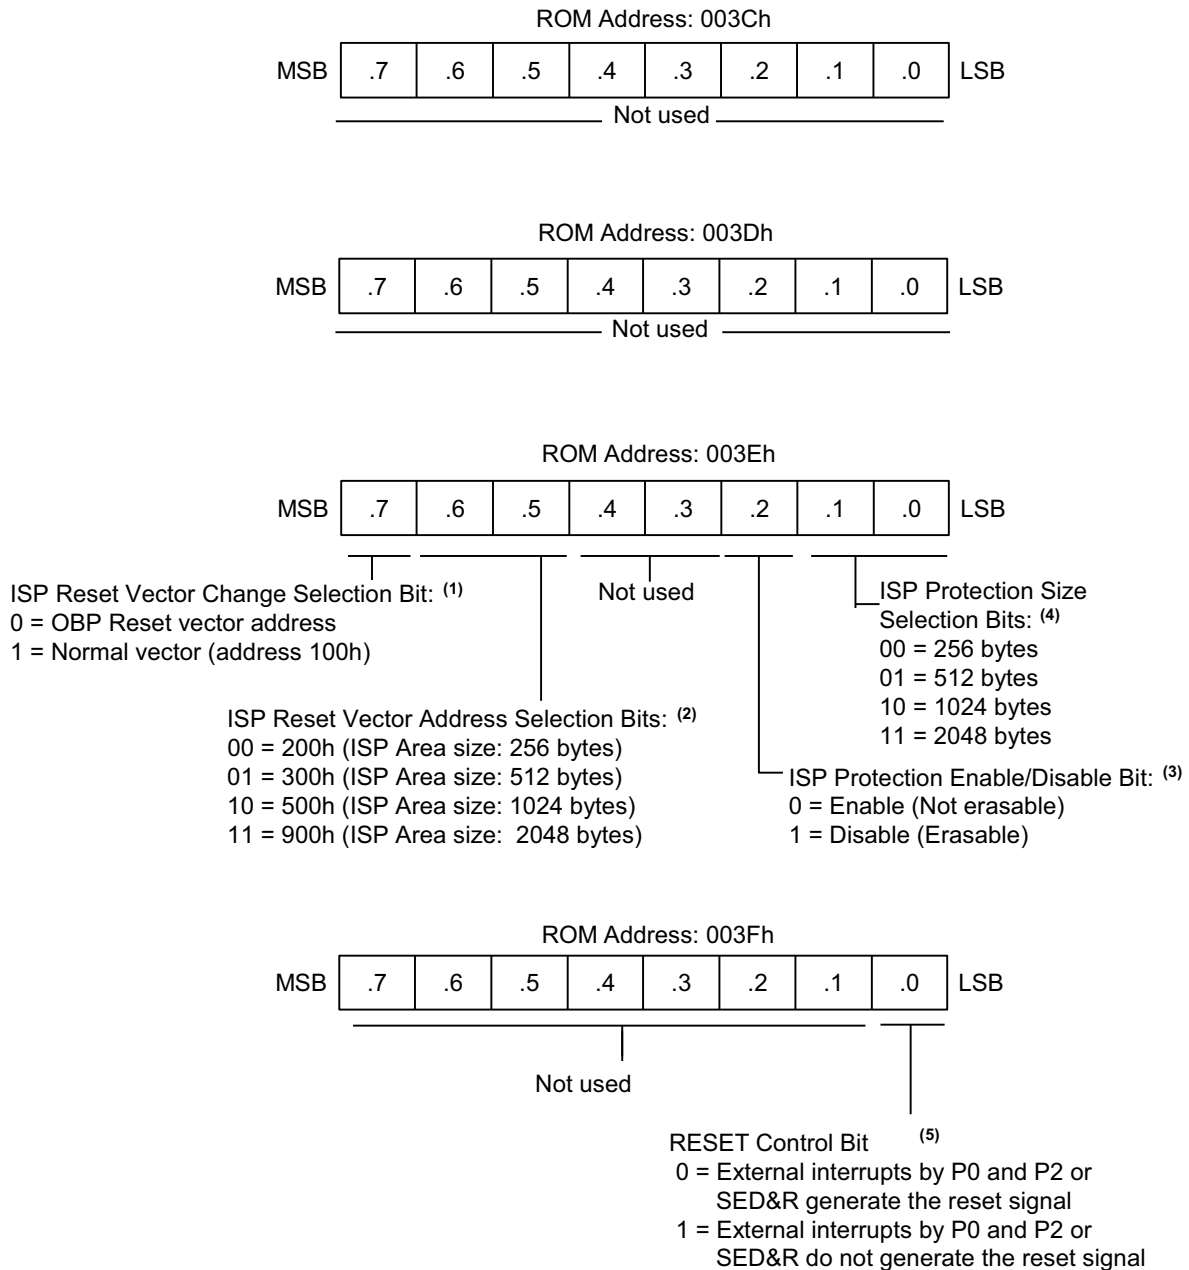 ROM Address: 003Ch
MSB .7 .6 .5 .4 .3 .2 .1 .0 LSB
Not used
ROM Address: 003Dh
MSB .7 .6 .5 .4 .3 .2 .1 .0 LSB
Not used
ROM Address: 003Eh
MSB .7 .6 .5 .4 .3 .2 .1 .0 LSB
ISP Reset Vector Change Selection Bit: (1)
0 = OBP Reset vector address
1 = Normal vector (address 100h)
ISP Reset Vector Address Selection Bits: (2)
00 = 200h (ISP Area size: 256 bytes)
01 = 300h (ISP Area size: 512 bytes)
10 = 500h (ISP Area size: 1024 bytes)
11 = 900h (ISP Area size: 2048 bytes)
Not used
ISP Protection Size
Selection Bits: (4)
00 = 256 bytes
01 = 512 bytes
10 = 1024 bytes
11 = 2048 bytes
ISP Protection Enable/Disable Bit: (3)
0 = Enable (Not erasable)
1 = Disable (Erasable)
ROM Address: 003Fh
MSB .7 .6 .5 .4 .3 .2 .1 .0 LSB
Not used
RESET Control Bit (5)
0 = External interrupts by P0 and P2 or
SED&R generate the reset signal
1 = External interrupts by P0 and P2 or
SED&R do not generate the reset signal